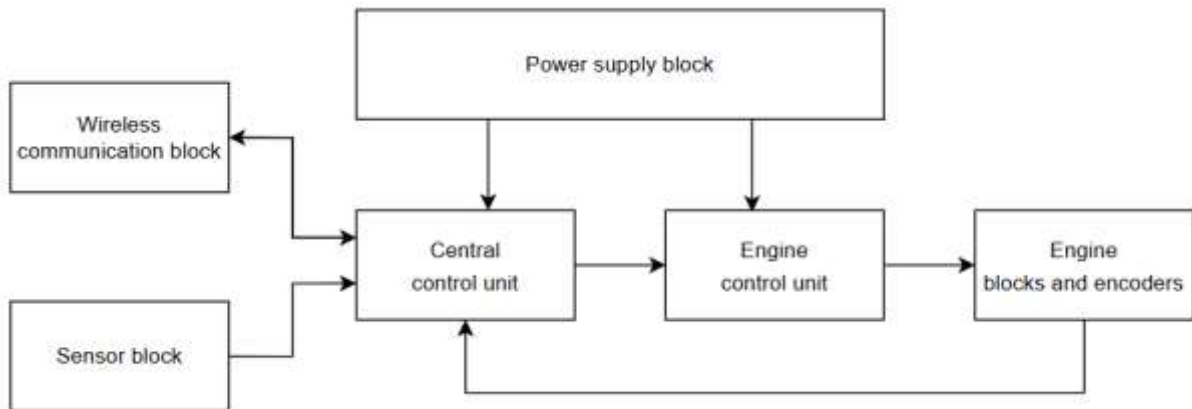 Power supply block
Wireless
communication block
Central
control unit
Engine
control unit
Engine
blocks and encoders
Sensor block